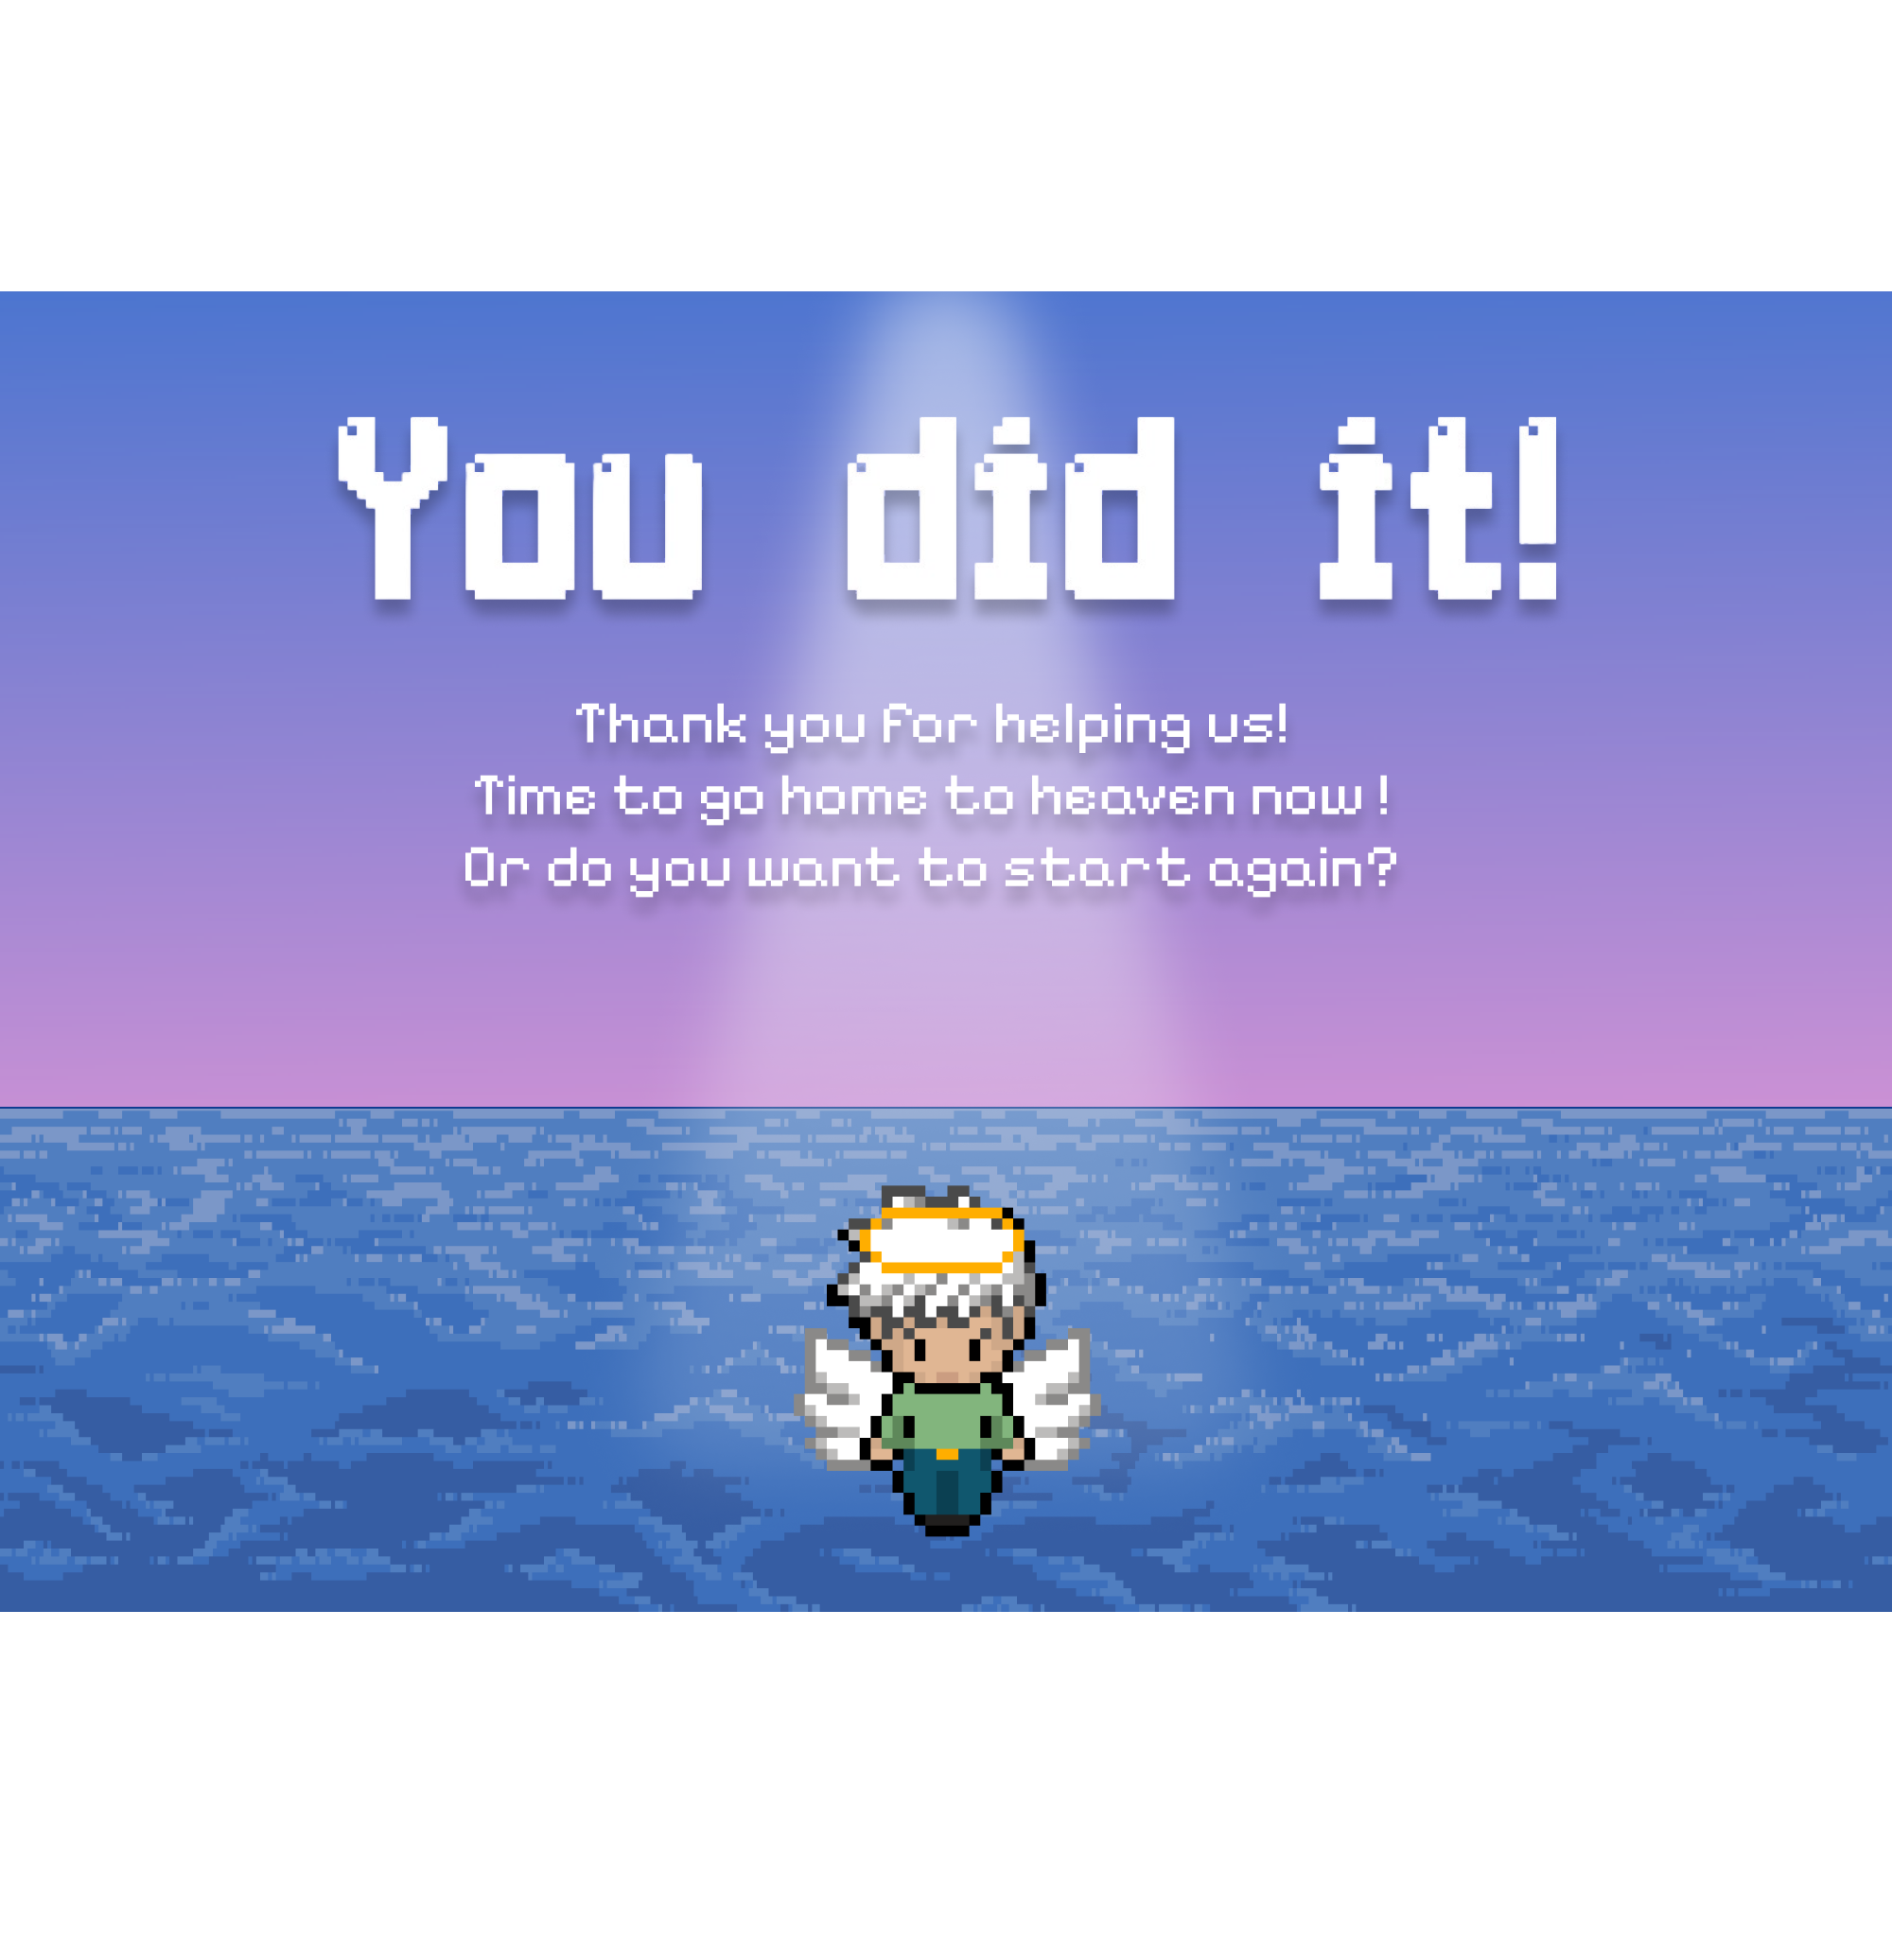 You did it!
Thank you for helping us!
Time to go home to heaven now!
Or do you want to start again?